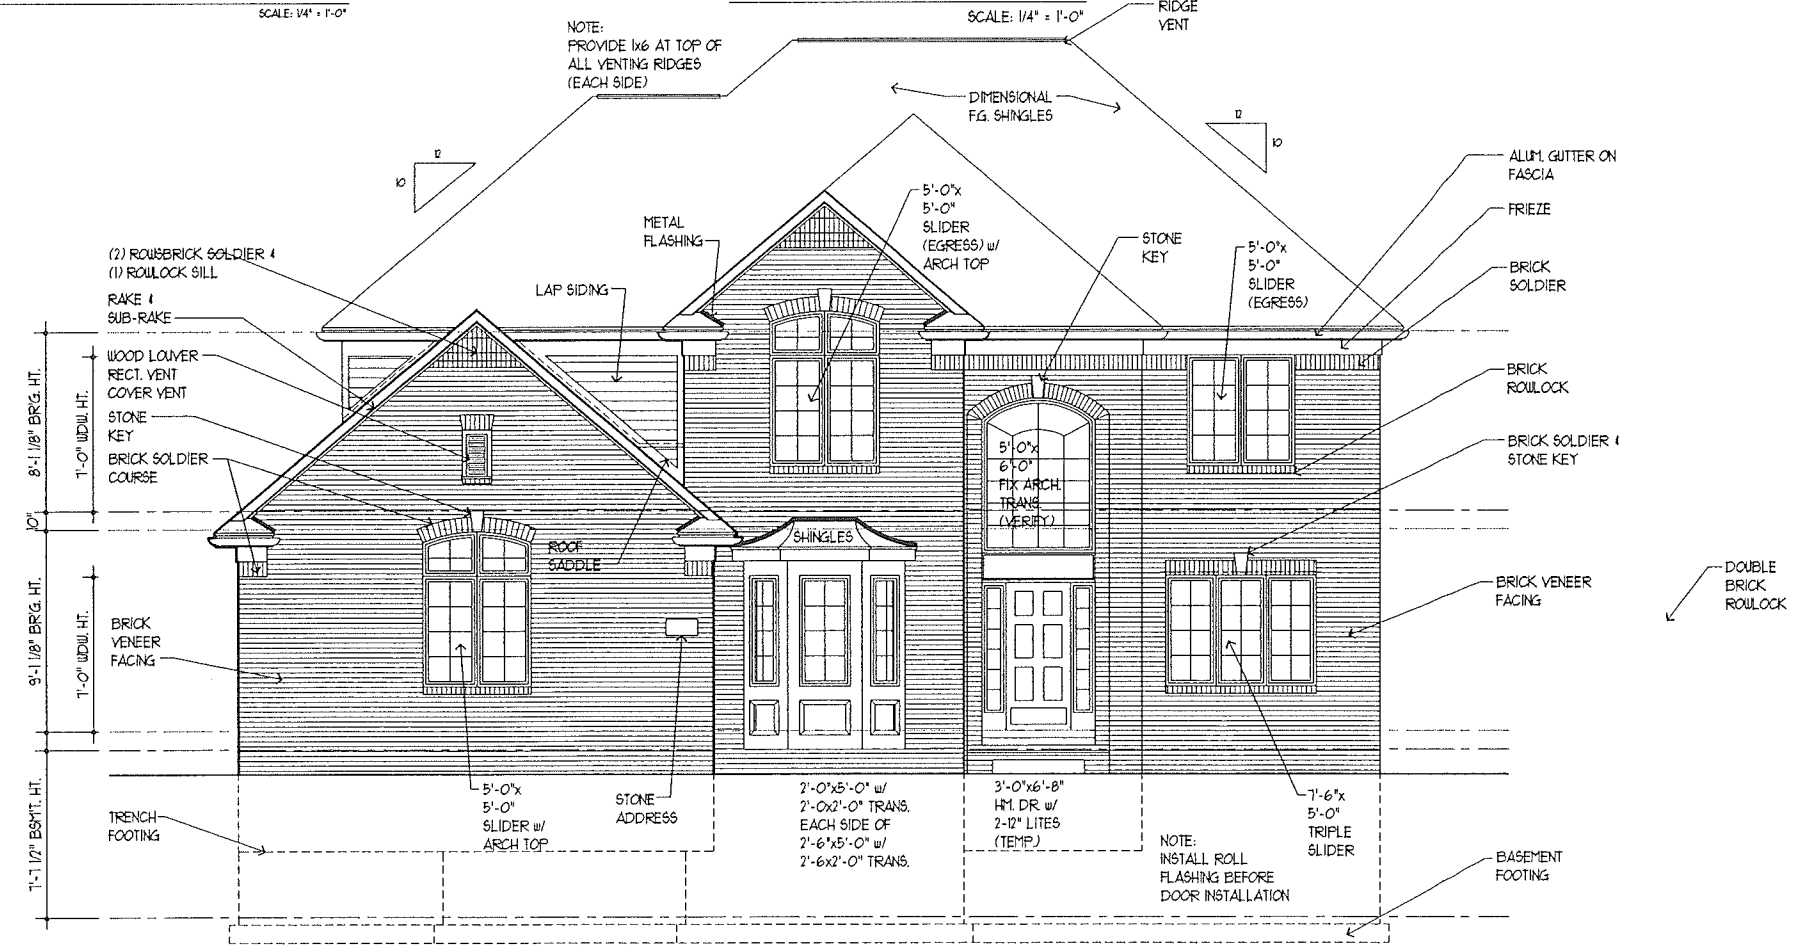 SCALE: 1/4" = 1'-0"
SCALE: 1/4" = 1'-0"
RIDGE
VENT
NOTE:
PROVIDE 1x6 AT TOP OF
ALL VENTING RIDGES
(EACH SIDE)
DIMENSIONAL
F.G. SHINGLES
12
10
12
10
ALUM. GUTTER ON
FASCIA
FRIEZE
BRICK
SOLDIER
BRICK
ROWLOCK
BRICK SOLDIER &
STONE KEY
BRICK VENEER
FACING
DOUBLE
BRICK
ROWLOCK
METAL
FLASHING
5'-0"x
5'-0"
SLIDER
(EGRESS) w/
ARCH TOP
STONE
KEY
5'-0"x
5'-0"
SLIDER
(EGRESS)
LAP SIDING
(2) ROWSBRICK SOLDIER &
(1) ROWLOCK SILL
RAKE &
SUB-RAKE
WOOD LOUVER
RECT. VENT
COVER VENT
STONE
KEY
BRICK SOLDIER
COURSE
8'-1 1/8" BR'G. HT.
7'-0" WDW. HT.
10"
9'-1 1/8" BR'G. HT.
7'-0" WDW. HT.
7'-7 1/2" BSM'T. HT.
5'-0"x
6'-0"
FIX ARCH.
TRANS.
(VERIFY)
ROOF
SADDLE
SHINGLES
BRICK
VENEER
FACING
TRENCH
FOOTING
5'-0"x
5'-0"
SLIDER w/
ARCH TOP
STONE
ADDRESS
2'-0"x5'-0" w/
2'-0x2'-0" TRANS.
EACH SIDE OF
2'-6"x5'-0" w/
2'-6x2'-0" TRANS.
3'-0"x6'-8"
H.M. DR. w/
2-12" LITES
(TEMP.)
7'-6"x
5'-0"
TRIPLE
SLIDER
NOTE:
INSTALL ROLL
FLASHING BEFORE
DOOR INSTALLATION
BASEMENT
FOOTING